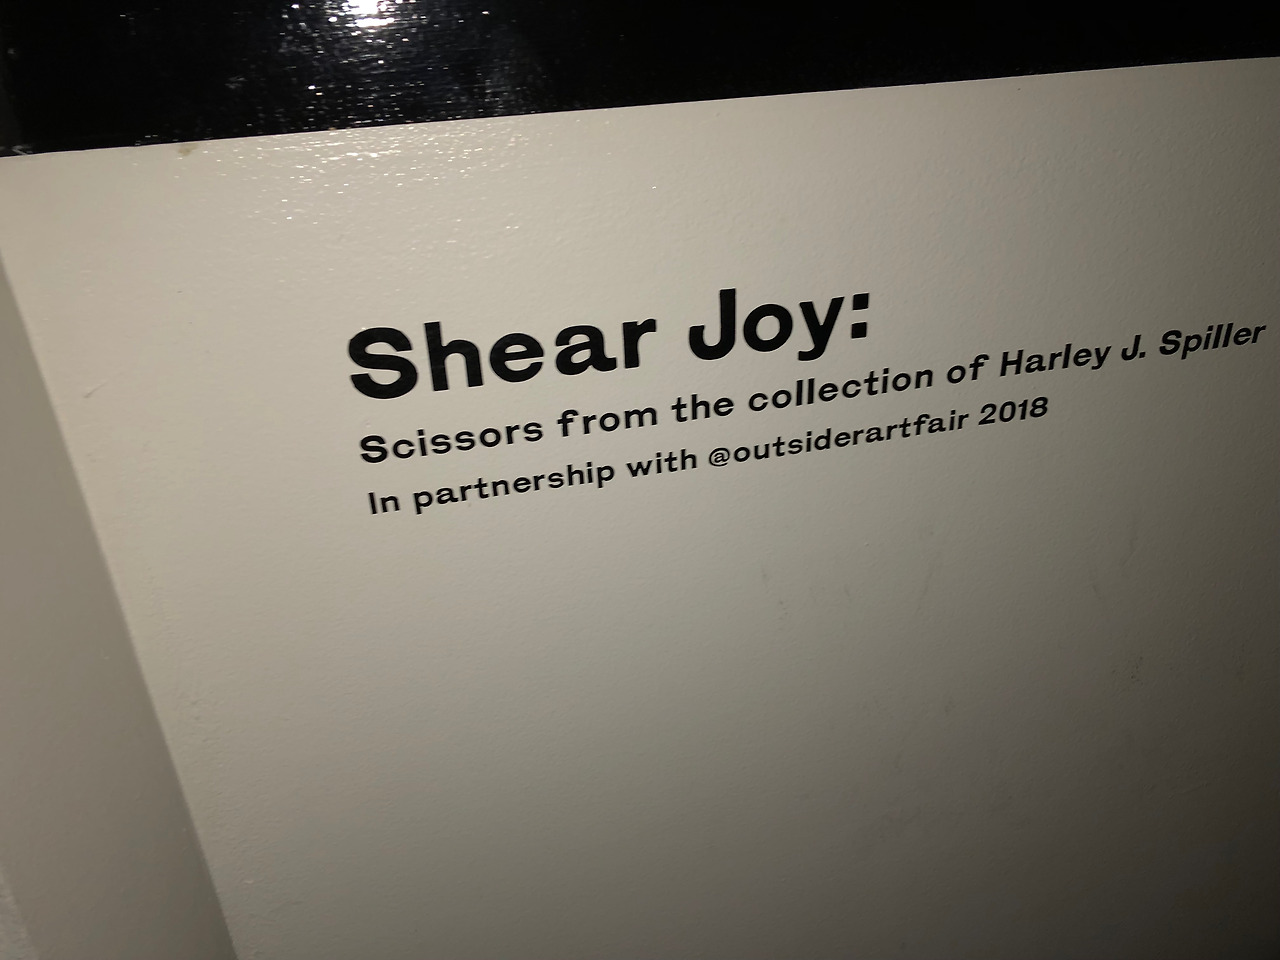 Shear Joy:
Scissors from the collection of Harley J. Spiller
In partnership with @outsiderartfair 2018